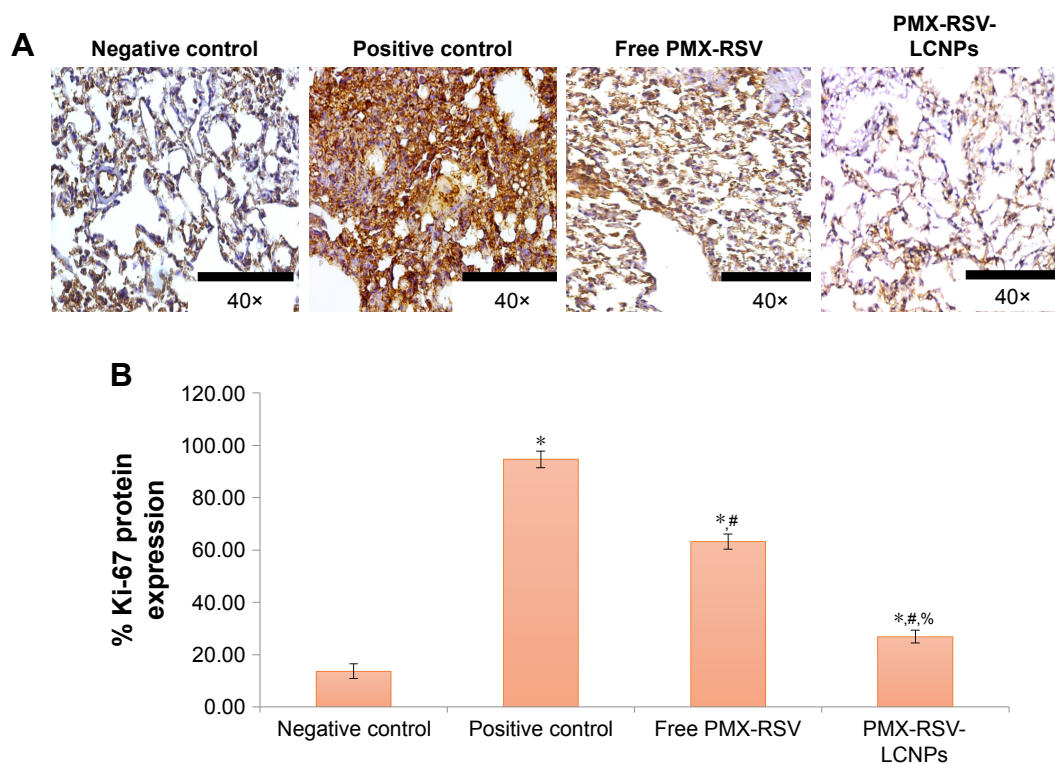 A
Negative control
Positive control
Free PMX-RSV
PMX-RSV-
LCNPs
40×
40×
40×
40×
B
% Ki-67 protein
expression
120.00
100.00
80.00
60.00
40.00
20.00
0.00
*
*,#
*,#,%
Negative control
Positive control
Free PMX-RSV
PMX-RSV-
LCNPs